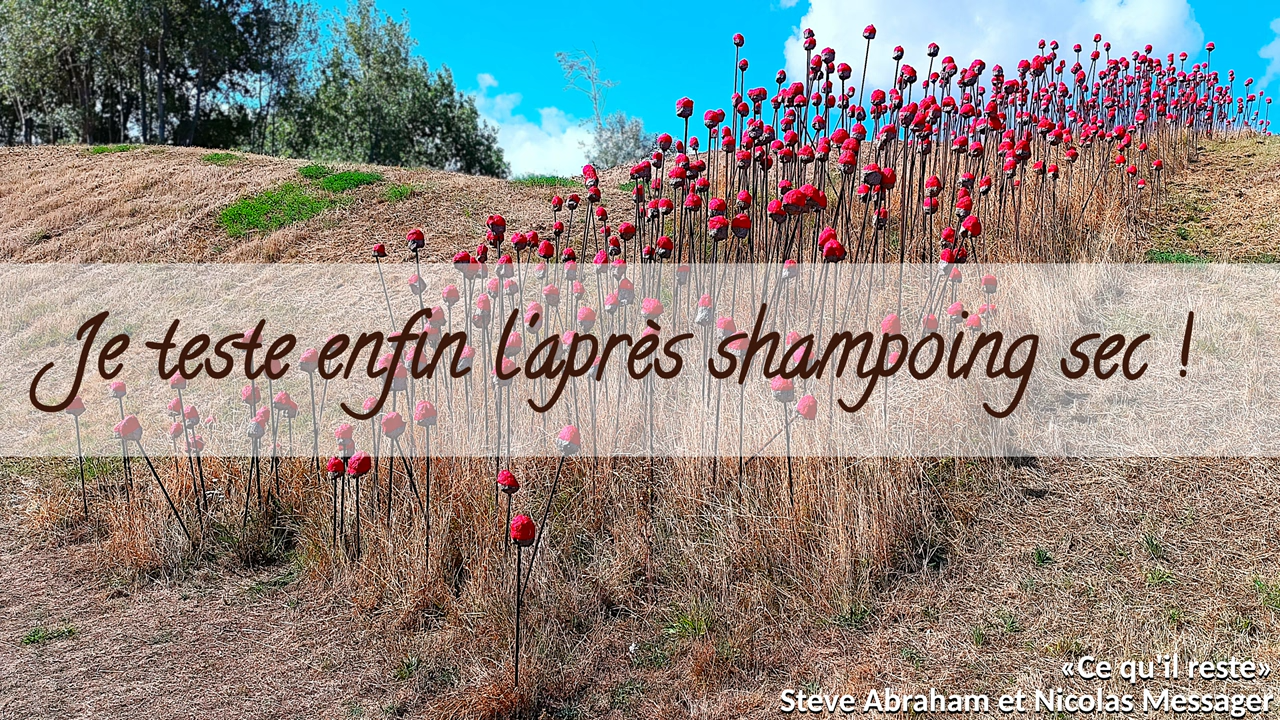 Je teste enfin l'après shampoing sec !
«Ce qu'il reste»
Steve Abraham et Nicolas Messager